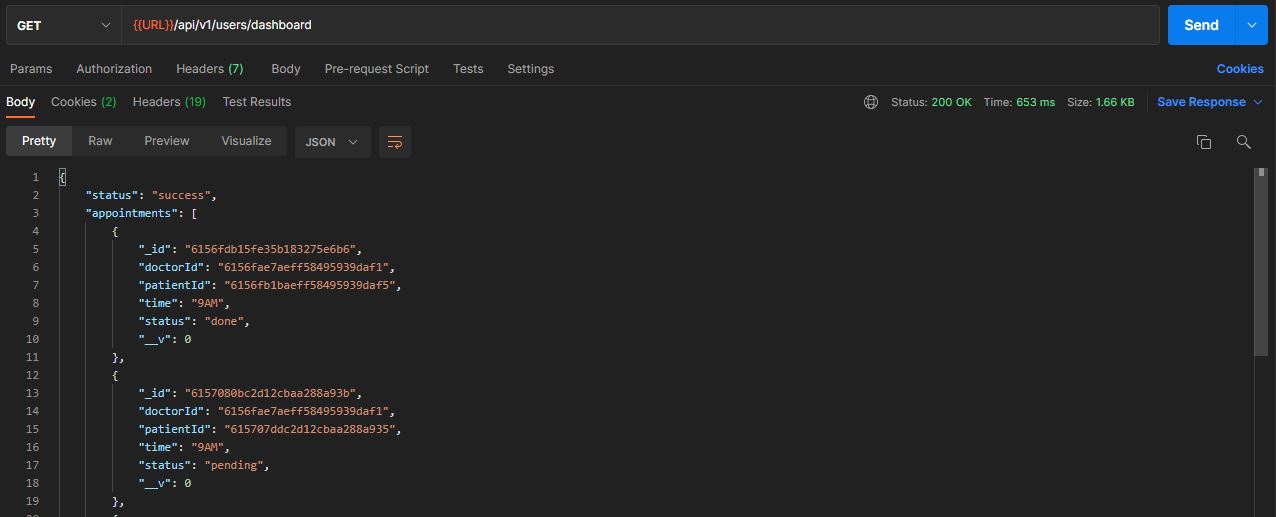 GET {{URL}}/api/v1/users/dashboard Send
Params Authorization Headers (7) Body Pre-request Script Tests Settings Cookies
Body Cookies (2) Headers (19) Test Results Status: 200 OK Time: 653 ms Size: 1.66 KB Save Response
Pretty Raw Preview Visualize JSON
1 {
2 "status": "success",
3 "appointments": [
4 {
5 "_id": "6156fdb15fe35b183275e6b6",
6 "doctorId": "6156fae7aeff58495939daf1",
7 "patientId": "6156fb1baeff58495939daf5",
8 "time": "9AM",
9 "status": "done",
10 "__v": 0
11 },
12 {
13 "_id": "6157080bc2d12cbaa288a93b",
14 "doctorId": "6156fae7aeff58495939daf1",
15 "patientId": "615707ddc2d12cbaa288a935",
16 "time": "9AM",
17 "status": "pending",
18 "__v": 0
19 },